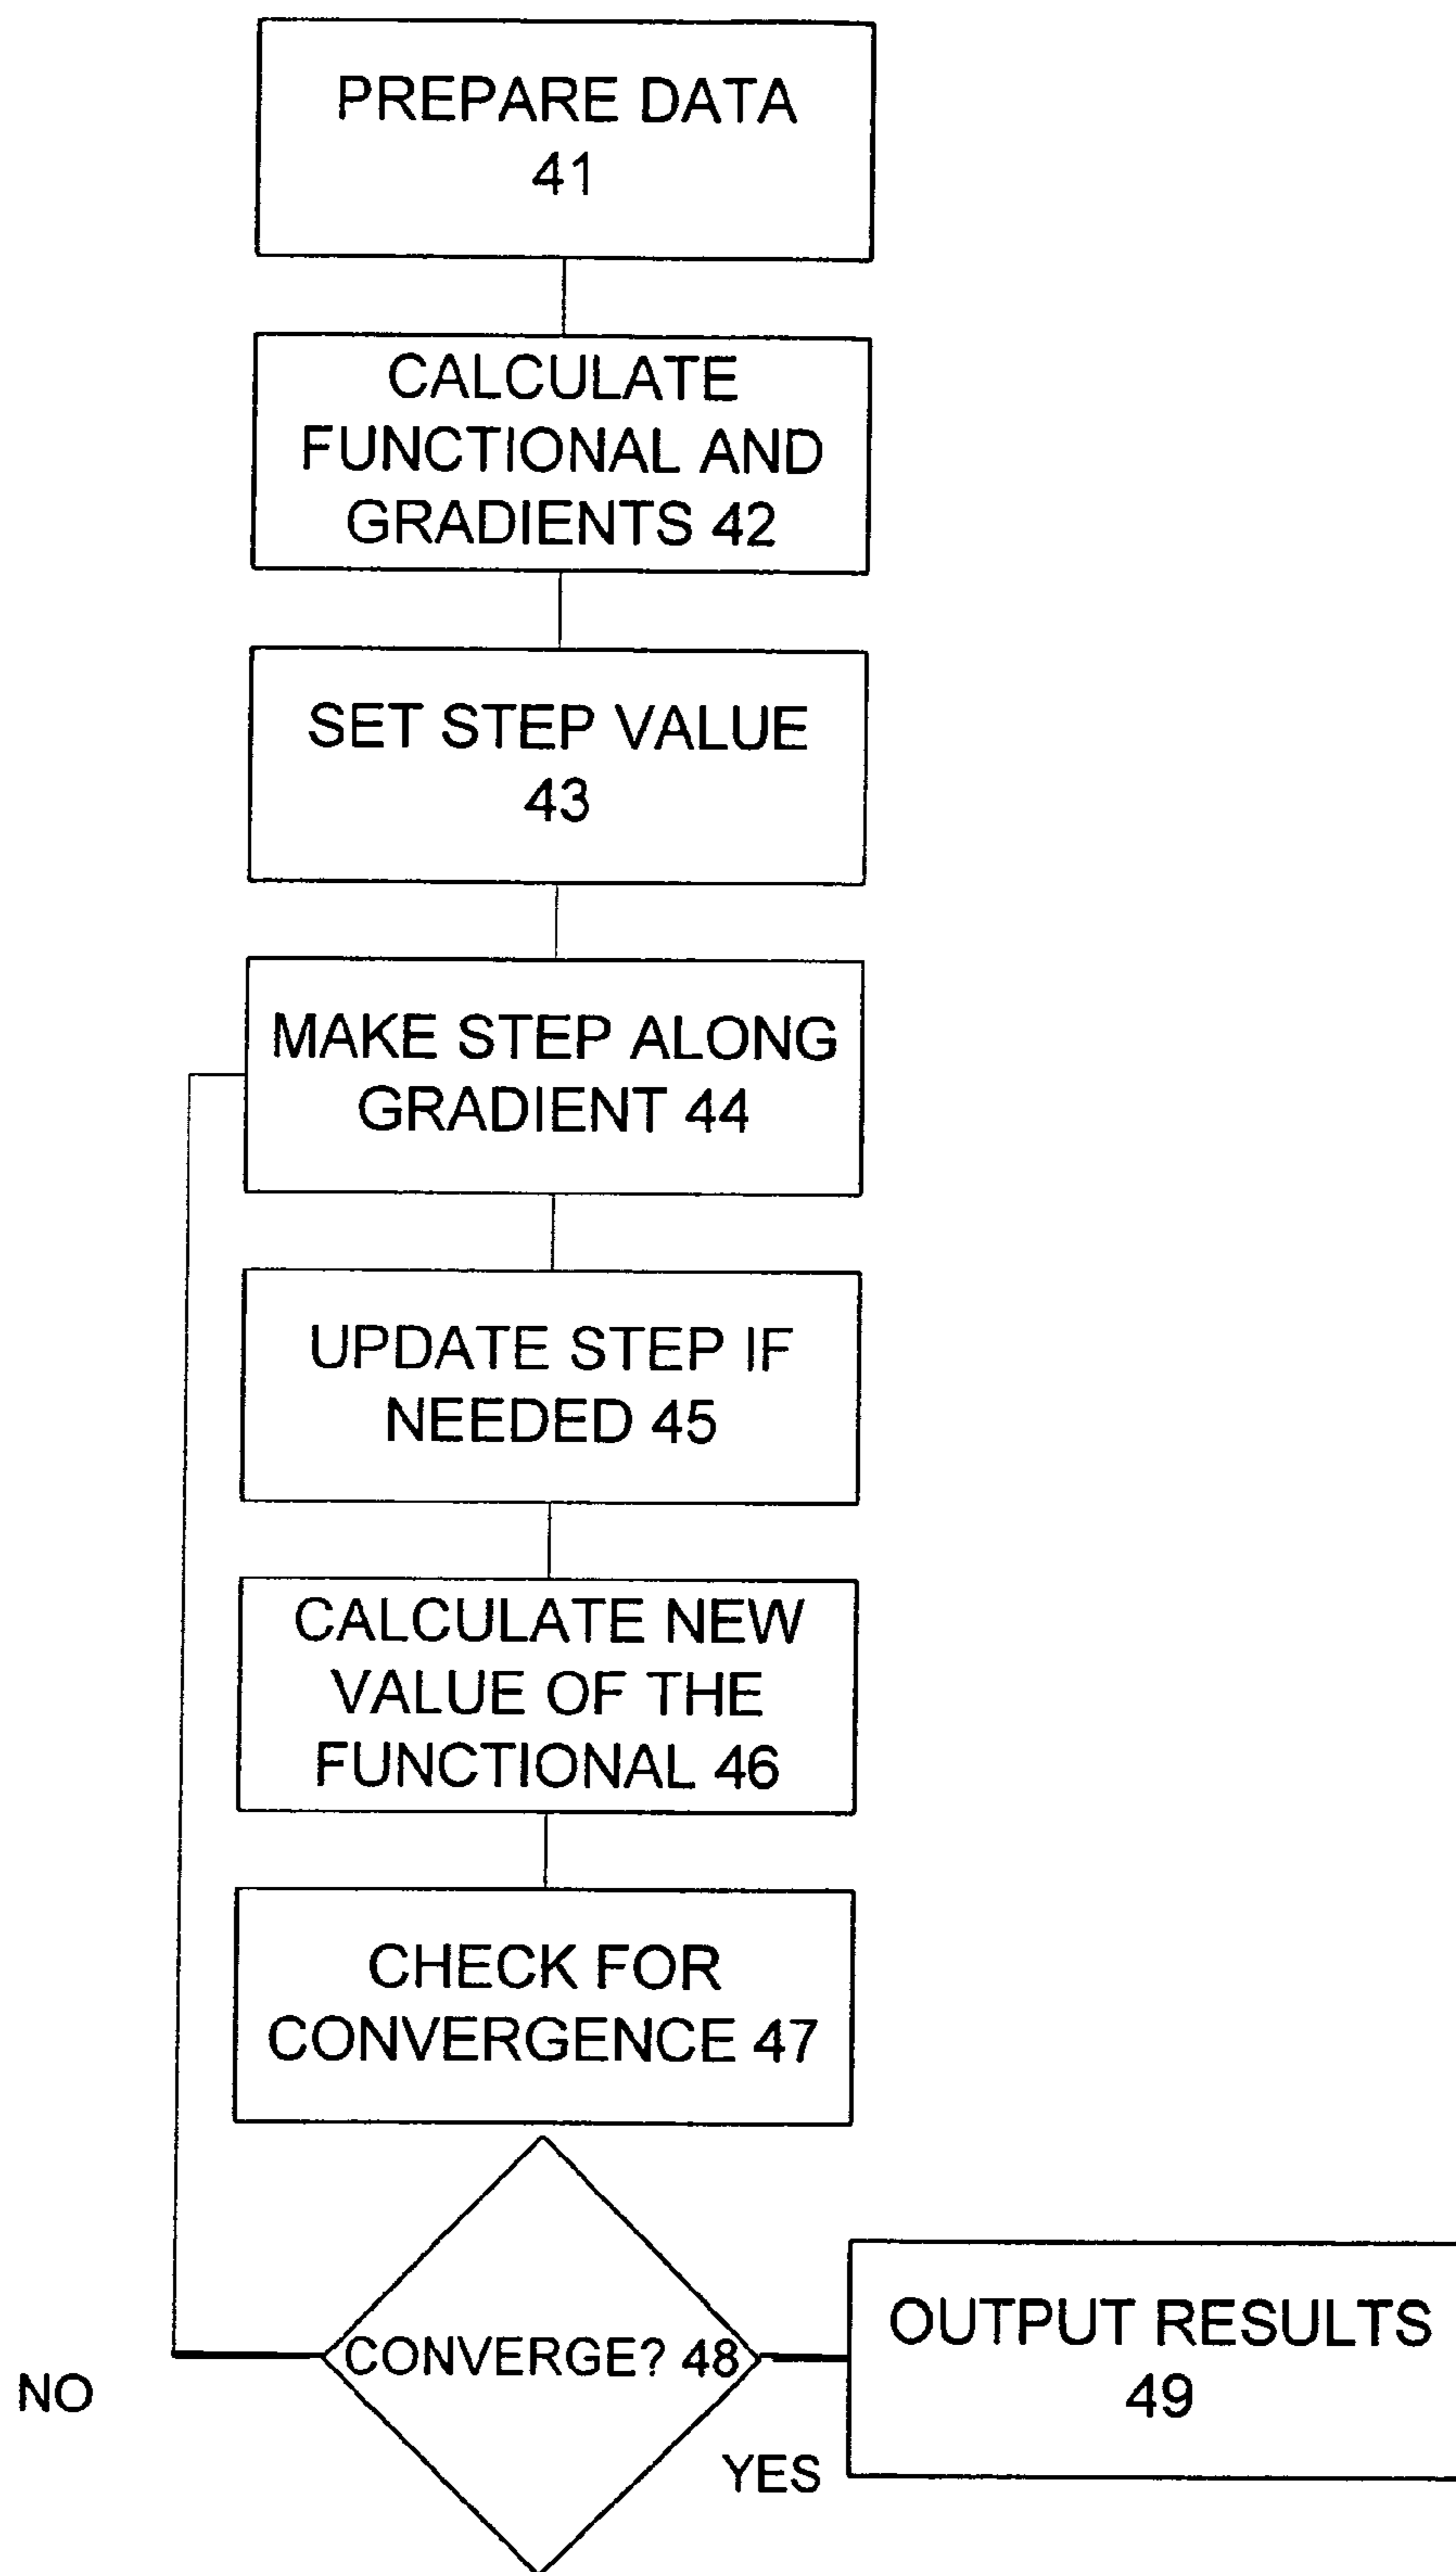 PREPARE DATA
41
CALCULATE
FUNCTIONAL AND
GRADIENTS 42
SET STEP VALUE
43
MAKE STEP ALONG
GRADIENT 44
UPDATE STEP IF
NEEDED 45
CALCULATE NEW
VALUE OF THE
FUNCTIONAL 46
CHECK FOR
CONVERGENCE 47
CONVERGE? 48
OUTPUT RESULTS
49
NO
YES